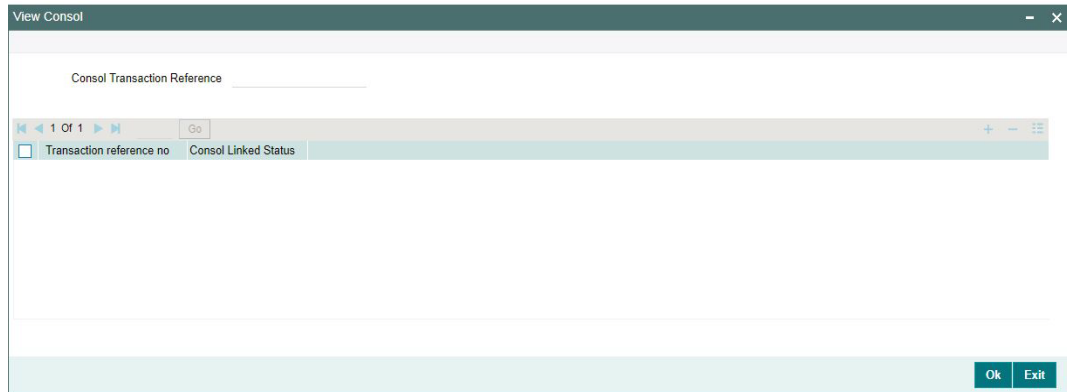 View Consol
Consol Transaction Reference
1 Of 1 Go
Transaction reference no Consol Linked Status
Ok Exit